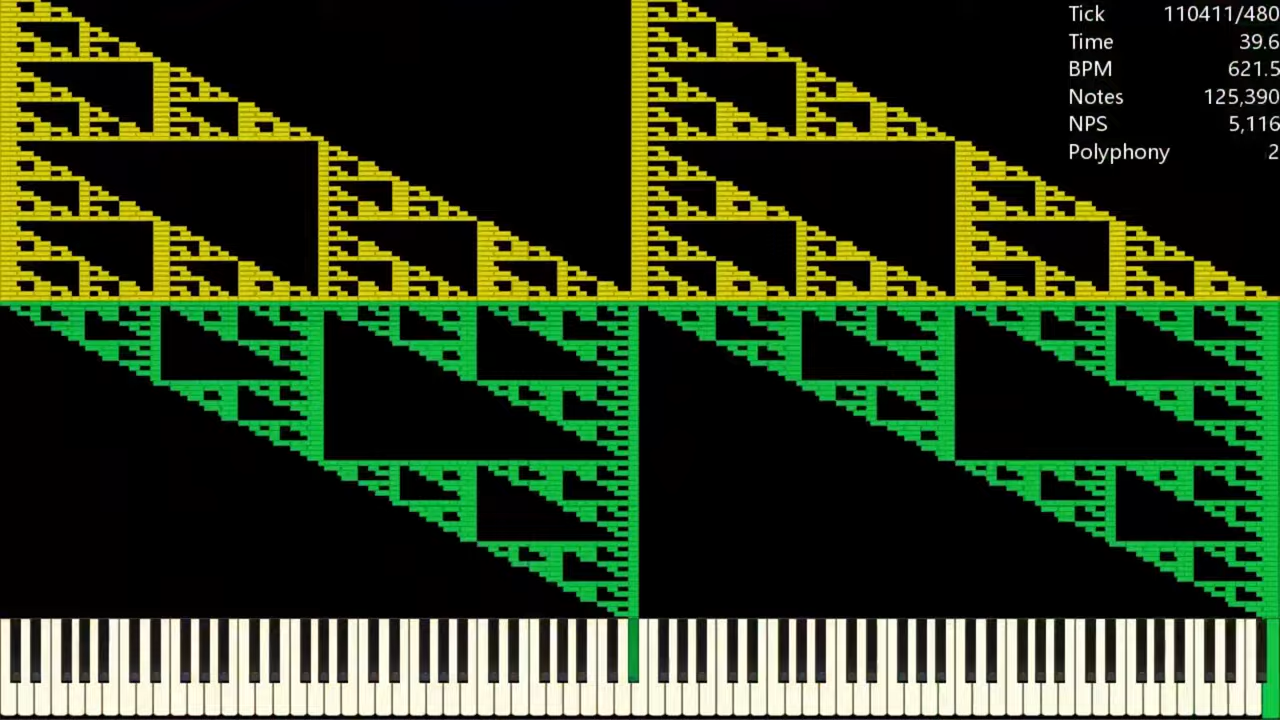 Tick 110411/480
Time 39.6
BPM 621.5
Notes 125,390
NPS 5,116
Polyphony 2